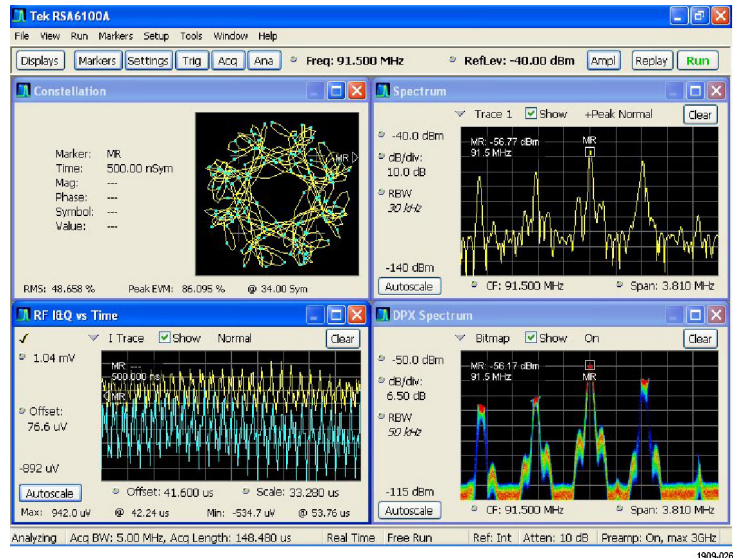 Tek RSA6100A
File View Run Markers Setup Tools Window Help
Displays Markers Settings Trig Acq Ana Freq: 91.500 MHz RefLev: -40.00 dBm Ampl Replay Run
Constellation
Marker: MR
Time: 500.00 nSym
Mag: ---
Phase: ---
Symbol: ---
Value: ---
MR
RMS: 48.658 % Peak EVM: 86.095 % @ 34.00 Sym
Spectrum
Trace 1 Show +Peak Normal Clear
-40.0 dBm
dB/div:
10.0 dB
RBW
30 kHz
-140 dBm
MR: -56.77 dBm
91.5 MHz
MR
Autoscale CF: 91.500 MHz Span: 3.810 MHz
RF I&Q vs Time
I Trace Show Normal Clear
1.04 mV
Offset:
76.6 uV
-892 uV
MR: ---
500.000 ns
MR
Autoscale Offset: 41.600 us Scale: 33.280 us
Max: 942.0 uV @ 42.24 us Min: -534.7 uV @ 53.76 us
DPX Spectrum
Bitmap Show On Clear
-50.0 dBm
dB/div:
6.50 dB
RBW
50 kHz
-115 dBm
MR: -56.17 dBm
91.5 MHz
MR
Autoscale CF: 91.500 MHz Span: 3.810 MHz
Analyzing Acq BW: 5.00 MHz, Acq Length: 148.480 us Real Time Free Run Ref: Int Atten: 10 dB Preamp: On, max 3GHz
1909-026